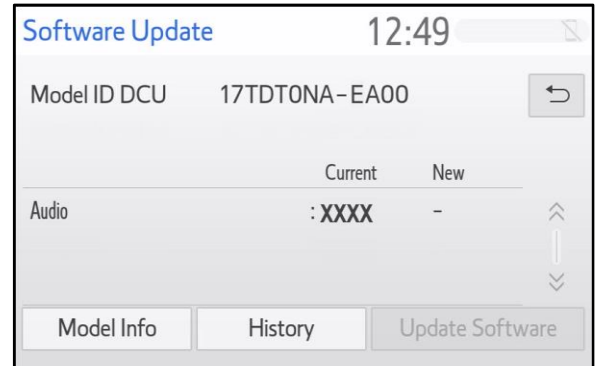 Software Update 12:49
Model ID DCU 17TDT0NA-EA00
Current New
Audio : XXXX -
Model Info History Update Software